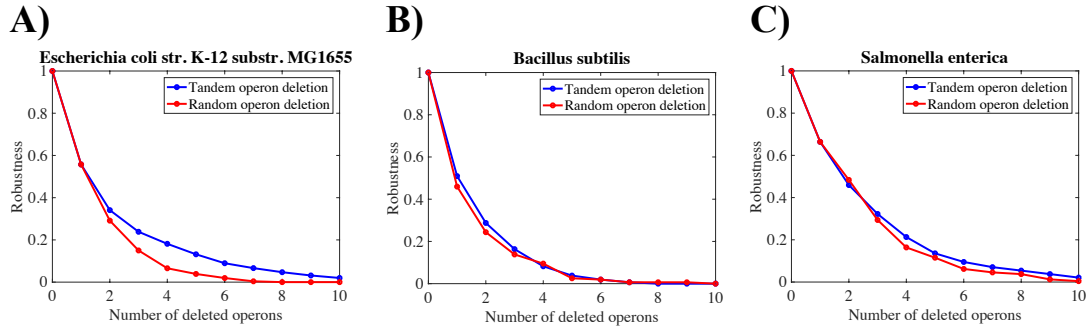 A)
Escherichia coli str. K-12 substr. MG1655
1
0.8
0.6
0.4
0.2
0
Robustness
Tandem operon deletion
Random operon deletion
0 2 4 6 8 10
Number of deleted operons
B)
Bacillus subtilis
1
0.8
0.6
0.4
0.2
0
Robustness
Tandem operon deletion
Random operon deletion
0 2 4 6 8 10
Number of deleted operons
C)
Salmonella enterica
1
0.8
0.6
0.4
0.2
0
Robustness
Tandem operon deletion
Random operon deletion
0 2 4 6 8 10
Number of deleted operons